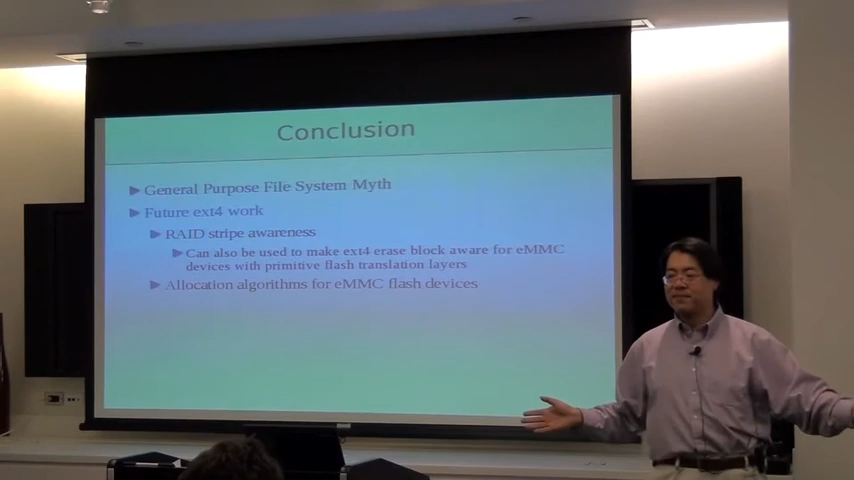 Conclusion
General Purpose File System Myth
Future ext4 work
RAID stripe awareness
Can also be used to make ext4 erase block aware for eMMC
devices with primitive flash translation layers
Allocation algorithms for eMMC flash devices